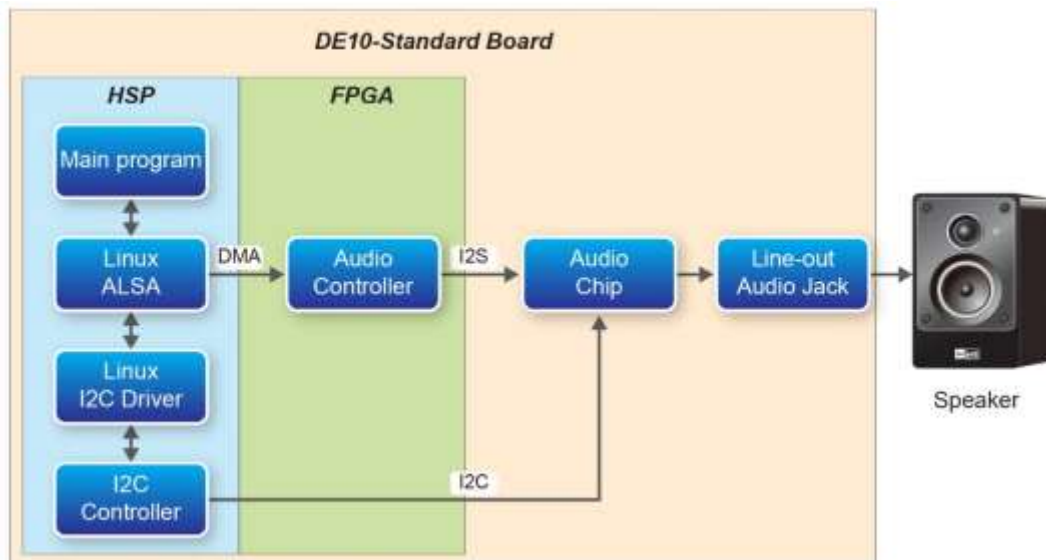 DE10-Standard Board
HSP
FPGA
Main program
Linux
ALSA
DMA
Audio
Controller
I2S
Audio
Chip
Line-out
Audio Jack
Linux
I2C Driver
Speaker
I2C
Controller
I2C